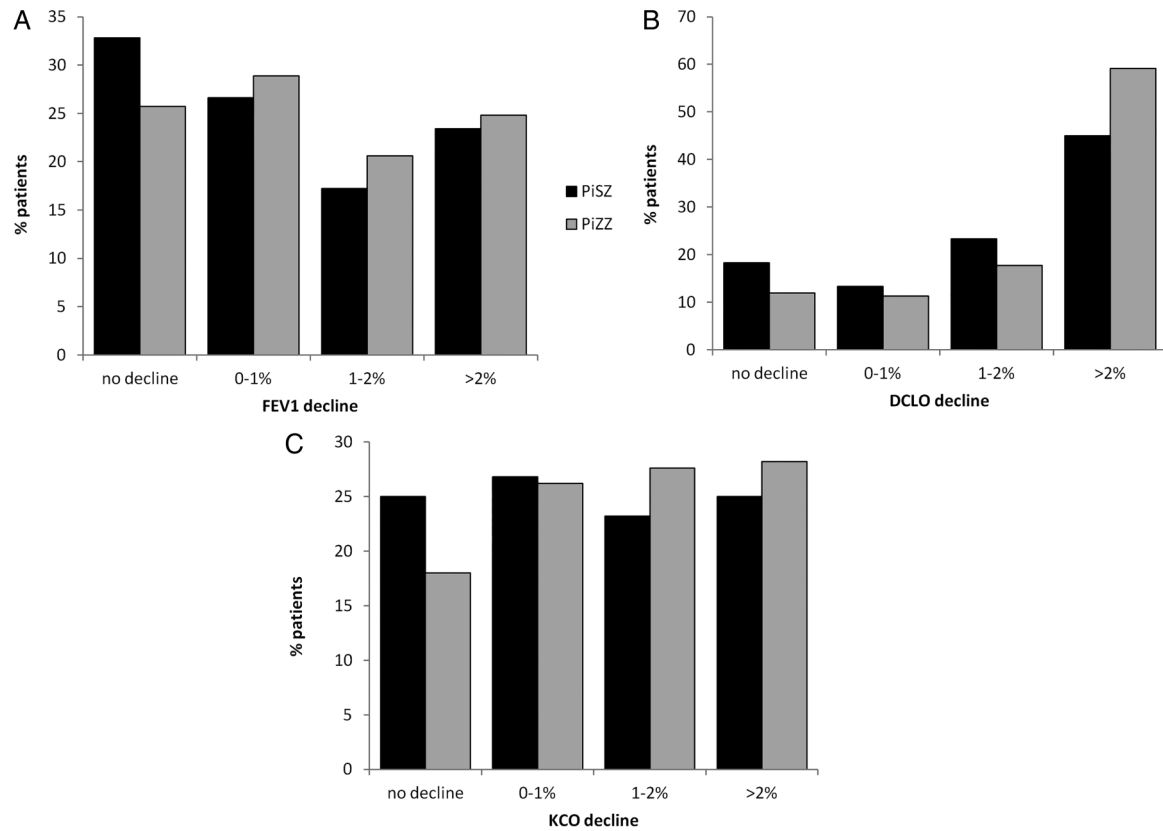 A
35
30
25
20
15
10
5
0
% patients
no decline 0-1% 1-2% >2%
FEV1 decline
PiSZ
PiZZ
B
70
60
50
40
30
20
10
0
% patients
no decline 0-1% 1-2% >2%
DCLO decline
C
30
25
20
15
10
5
0
% patients
no decline 0-1% 1-2% >2%
KCO decline